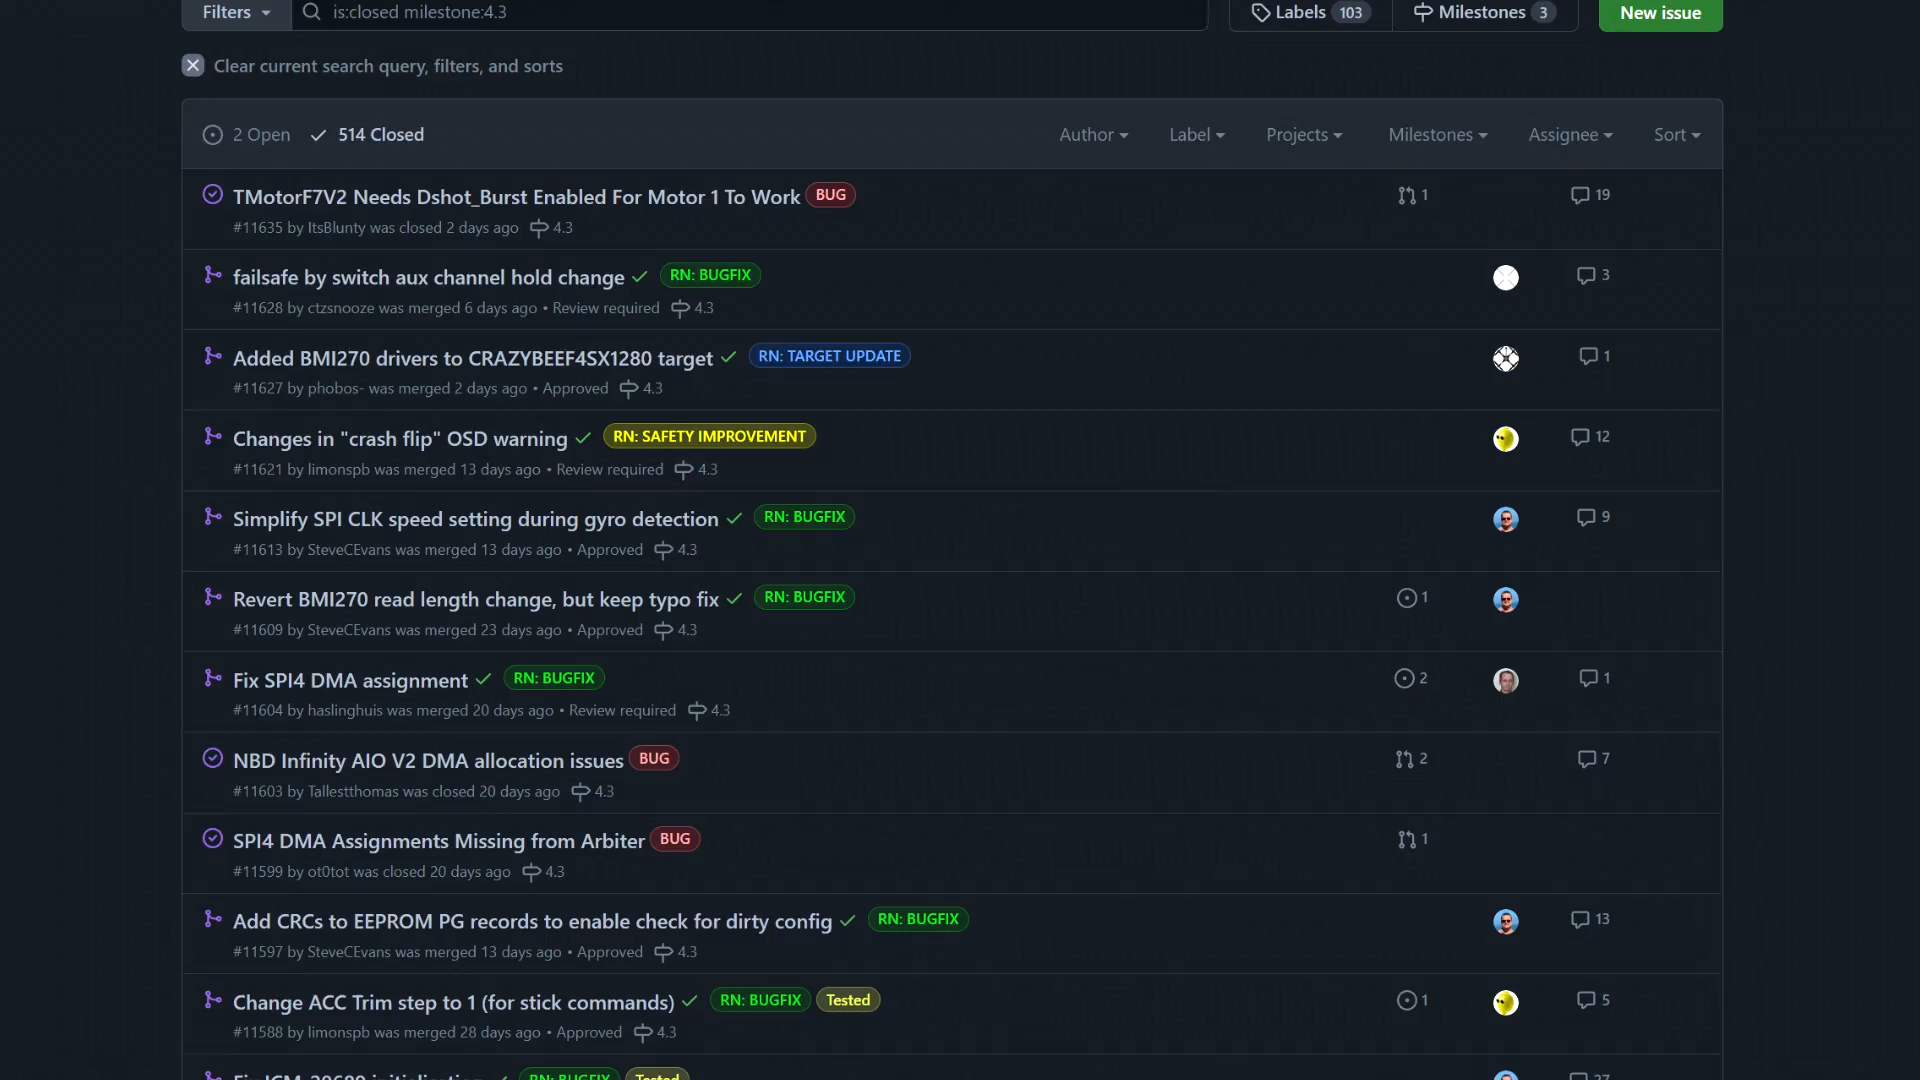 Filters is:closed milestone:4.3 Labels 103 Milestones 3 New issue
Clear current search query, filters, and sorts
2 Open 514 Closed Author Label Projects Milestones Assignee Sort
TMotorF7V2 Needs Dshot_Burst Enabled For Motor 1 To Work BUG 1 19
#11635 by ItsBlunty was closed 2 days ago 4.3
failsafe by switch aux channel hold change RN: BUGFIX 3
#11628 by ctzsnooze was merged 6 days ago • Review required 4.3
Added BMI270 drivers to CRAZYBEEF4SX1280 target RN: TARGET UPDATE 1
#11627 by phobos- was merged 2 days ago • Approved 4.3
Changes in "crash flip" OSD warning RN: SAFETY IMPROVEMENT 12
#11621 by limonspb was merged 13 days ago • Review required 4.3
Simplify SPI CLK speed setting during gyro detection RN: BUGFIX 9
#11613 by SteveCEvans was merged 13 days ago • Approved 4.3
Revert BMI270 read length change, but keep typo fix RN: BUGFIX 1
#11609 by SteveCEvans was merged 23 days ago • Approved 4.3
Fix SPI4 DMA assignment RN: BUGFIX 2 1
#11604 by haslinghuis was merged 20 days ago • Review required 4.3
NBD Infinity AIO V2 DMA allocation issues BUG 2 7
#11603 by Tallestthomas was closed 20 days ago 4.3
SPI4 DMA Assignments Missing from Arbiter BUG 1
#11599 by ot0tot was closed 20 days ago 4.3
Add CRCs to EEPROM PG records to enable check for dirty config RN: BUGFIX 13
#11597 by SteveCEvans was merged 13 days ago • Approved 4.3
Change ACC Trim step to 1 (for stick commands) RN: BUGFIX Tested 1 5
#11588 by limonspb was merged 28 days ago • Approved 4.3
RN: BUGFIX Tested